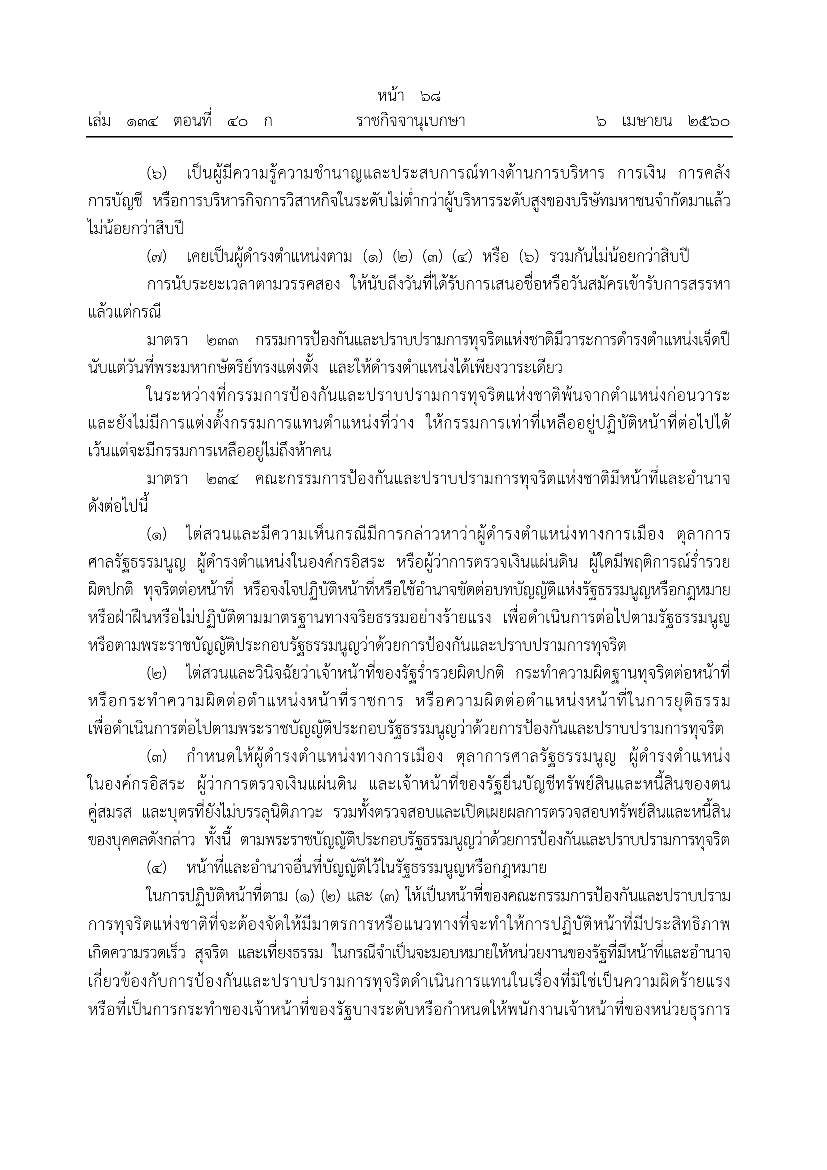 หน้า ๖๘
เล่ม ๑๓๔ ตอนที่ ๔๐ ก ราชกิจจานุเบกษา ๖ เมษายน ๒๕๖๐
(๖) เป็นผู้มีความรู้ความชำนาญและประสบการณ์ทางด้านการบริหาร การเงิน การคลัง
การบัญชี หรือการบริหารกิจการวิสาหกิจในระดับไม่ต่ำกว่าผู้บริหารระดับสูงของบริษัทมหาชนจำกัดมาแล้ว
ไม่น้อยกว่าสิบปี
(๗) เคยเป็นผู้ดำรงตำแหน่งตาม (๑) (๒) (๓) (๔) หรือ (๖) รวมกันไม่น้อยกว่าสิบปี
การนับระยะเวลาตามวรรคสอง ให้นับถึงวันที่ได้รับการเสนอชื่อหรือวันสมัครเข้ารับการสรรหา
แล้วแต่กรณี
มาตรา ๒๓๓ กรรมการป้องกันและปราบปรามการทุจริตแห่งชาติมีวาระการดำรงตำแหน่งเจ็ดปี
นับแต่วันที่พระมหากษัตริย์ทรงแต่งตั้ง และให้ดำรงตำแหน่งได้เพียงวาระเดียว
ในระหว่างที่กรรมการป้องกันและปราบปรามการทุจริตแห่งชาติพ้นจากตำแหน่งก่อนวาระ
และยังไม่มีการแต่งตั้งกรรมการแทนตำแหน่งที่ว่าง ให้กรรมการเท่าที่เหลืออยู่ปฏิบัติหน้าที่ต่อไปได้
เว้นแต่จะมีกรรมการเหลืออยู่ไม่ถึงห้าคน
มาตรา ๒๓๔ คณะกรรมการป้องกันและปราบปรามการทุจริตแห่งชาติมีหน้าที่และอำนาจ
ดังต่อไปนี้
(๑) ไต่สวนและมีความเห็นกรณีมีการกล่าวหาว่าผู้ดำรงตำแหน่งทางการเมือง ตุลาการ
ศาลรัฐธรรมนูญ ผู้ดำรงตำแหน่งในองค์กรอิสระ หรือผู้ว่าการตรวจเงินแผ่นดิน ผู้ใดมีพฤติการณ์ร่ำรวย
ผิดปกติ ทุจริตต่อหน้าที่ หรือจงใจปฏิบัติหน้าที่หรือใช้อำนาจขัดต่อบทบัญญัติแห่งรัฐธรรมนูญหรือกฎหมาย
หรือฝ่าฝืนหรือไม่ปฏิบัติตามมาตรฐานทางจริยธรรมอย่างร้ายแรง เพื่อดำเนินการต่อไปตามรัฐธรรมนูญ
หรือตามพระราชบัญญัติประกอบรัฐธรรมนูญว่าด้วยการป้องกันและปราบปรามการทุจริต
(๒) ไต่สวนและวินิจฉัยว่าเจ้าหน้าที่ของรัฐร่ำรวยผิดปกติ กระทำความผิดฐานทุจริตต่อหน้าที่
หรือกระทำความผิดต่อตำแหน่งหน้าที่ราชการ หรือความผิดต่อตำแหน่งหน้าที่ในการยุติธรรม
เพื่อดำเนินการต่อไปตามพระราชบัญญัติประกอบรัฐธรรมนูญว่าด้วยการป้องกันและปราบปรามการทุจริต
(๓) กำหนดให้ผู้ดำรงตำแหน่งทางการเมือง ตุลาการศาลรัฐธรรมนูญ ผู้ดำรงตำแหน่ง
ในองค์กรอิสระ ผู้ว่าการตรวจเงินแผ่นดิน และเจ้าหน้าที่ของรัฐยื่นบัญชีทรัพย์สินและหนี้สินของตน
คู่สมรส และบุตรที่ยังไม่บรรลุนิติภาวะ รวมทั้งตรวจสอบและเปิดเผยผลการตรวจสอบทรัพย์สินและหนี้สิน
ของบุคคลดังกล่าว ทั้งนี้ ตามพระราชบัญญัติประกอบรัฐธรรมนูญว่าด้วยการป้องกันและปราบปรามการทุจริต
(๔) หน้าที่และอำนาจอื่นที่บัญญัติไว้ในรัฐธรรมนูญหรือกฎหมาย
ในการปฏิบัติหน้าที่ตาม (๑) (๒) และ (๓) ให้เป็นหน้าที่ของคณะกรรมการป้องกันและปราบปราม
การทุจริตแห่งชาติที่จะต้องจัดให้มีมาตรการหรือแนวทางที่จะทำให้การปฏิบัติหน้าที่มีประสิทธิภาพ
เกิดความรวดเร็ว สุจริต และเที่ยงธรรม ในกรณีจำเป็นจะมอบหมายให้หน่วยงานของรัฐที่มีหน้าที่และอำนาจ
เกี่ยวข้องกับการป้องกันและปราบปรามการทุจริตดำเนินการแทนในเรื่องที่มิใช่เป็นความผิดร้ายแรง
หรือที่เป็นการกระทำของเจ้าหน้าที่ของรัฐบางระดับหรือกำหนดให้พนักงานเจ้าหน้าที่ของหน่วยธุรการ